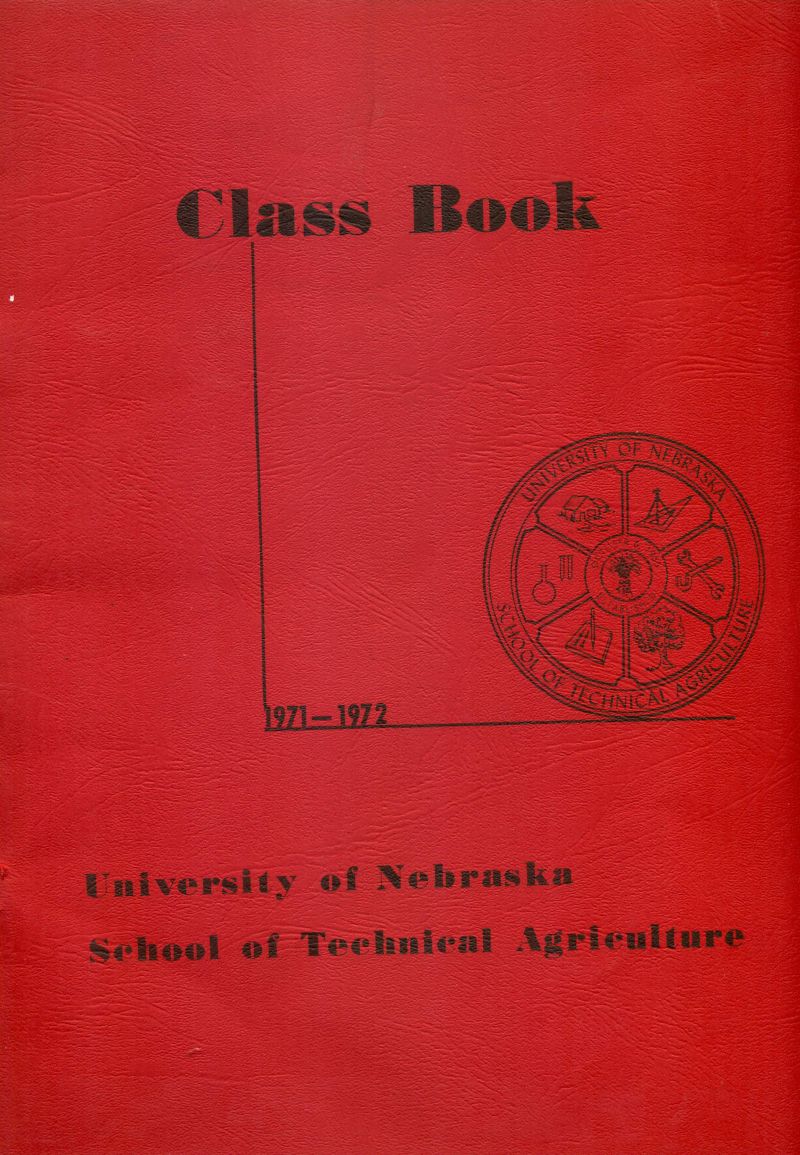 Class Book
UNIVERSITY OF NEBRASKA
SCHOOL OF TECHNICAL AGRICULTURE
1971-1972
University of Nebraska
School of Technical Agriculture